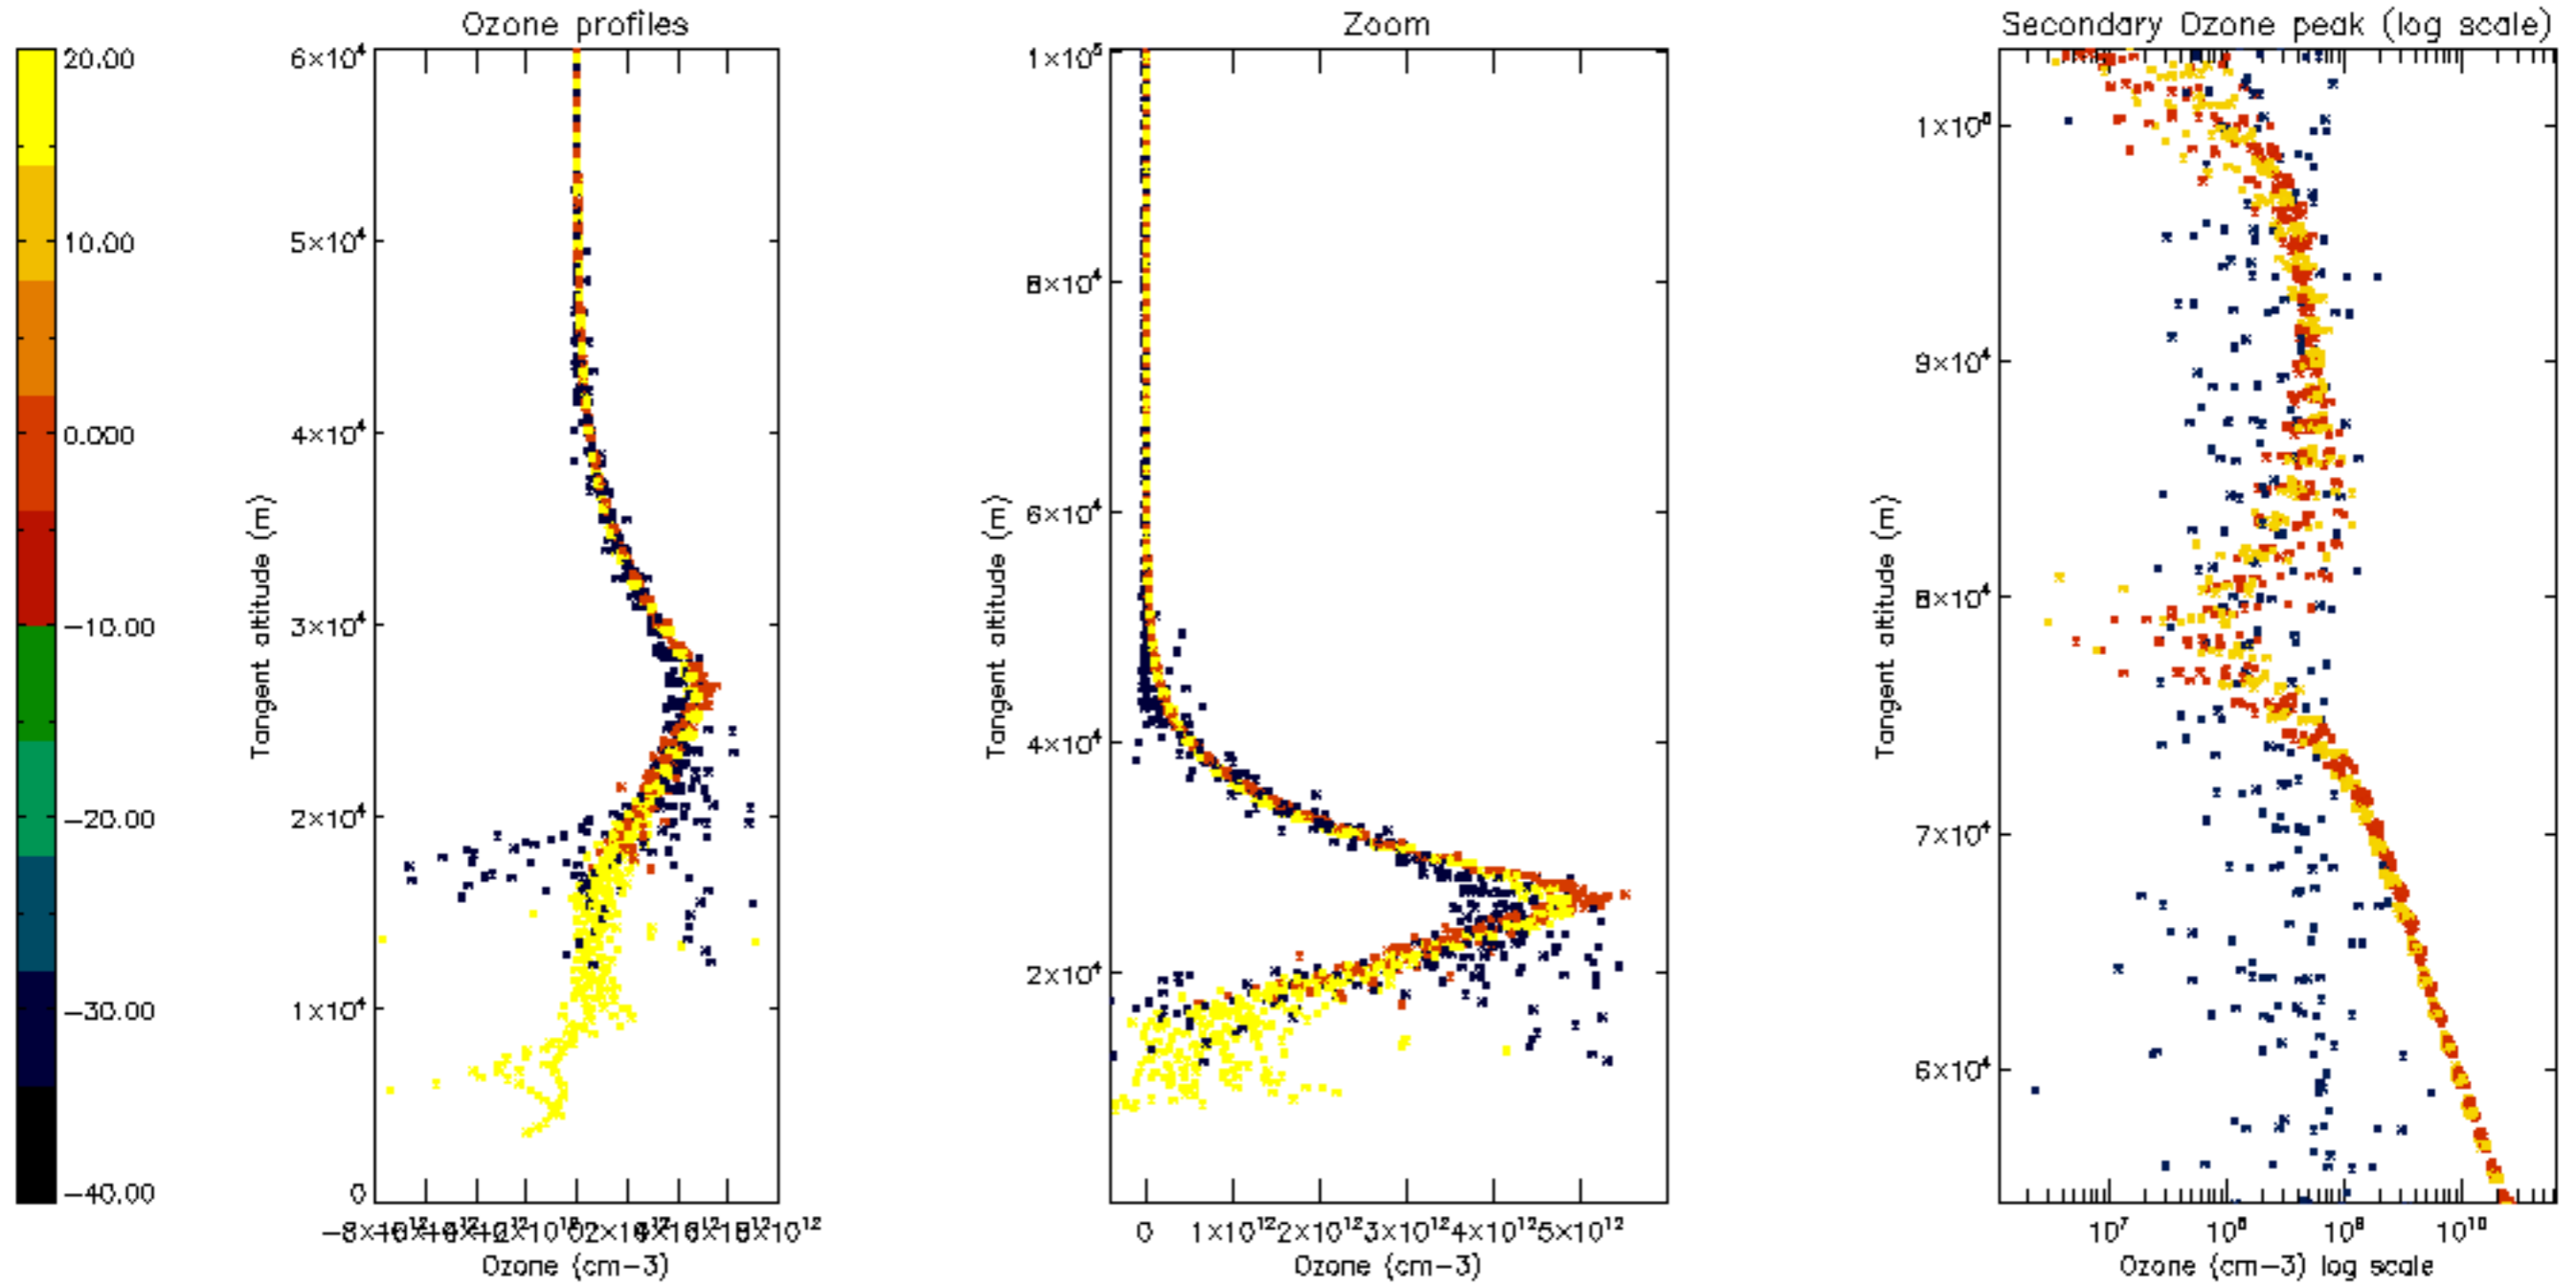 Ozone profiles
Zoom
Secondary Ozone peak (log scale)
20.00
10.00
0.000
−10.00
−20.00
−30.00
−40.00
6×10⁴
5×10⁴
4×10⁴
3×10⁴
2×10⁴
1×10⁴
0
Tangent altitude (m)
Ozone (cm−3)
1×10⁵
8×10⁴
6×10⁴
4×10⁴
2×10⁴
Tangent altitude (m)
0 1×10¹² 2×10¹² 3×10¹² 4×10¹² 5×10¹²
Ozone (cm−3)
1×10⁵
9×10⁴
8×10⁴
7×10⁴
6×10⁴
Tangent altitude (m)
10⁷ 10⁸ 10⁹ 10¹⁰
Ozone (cm−3) log scale